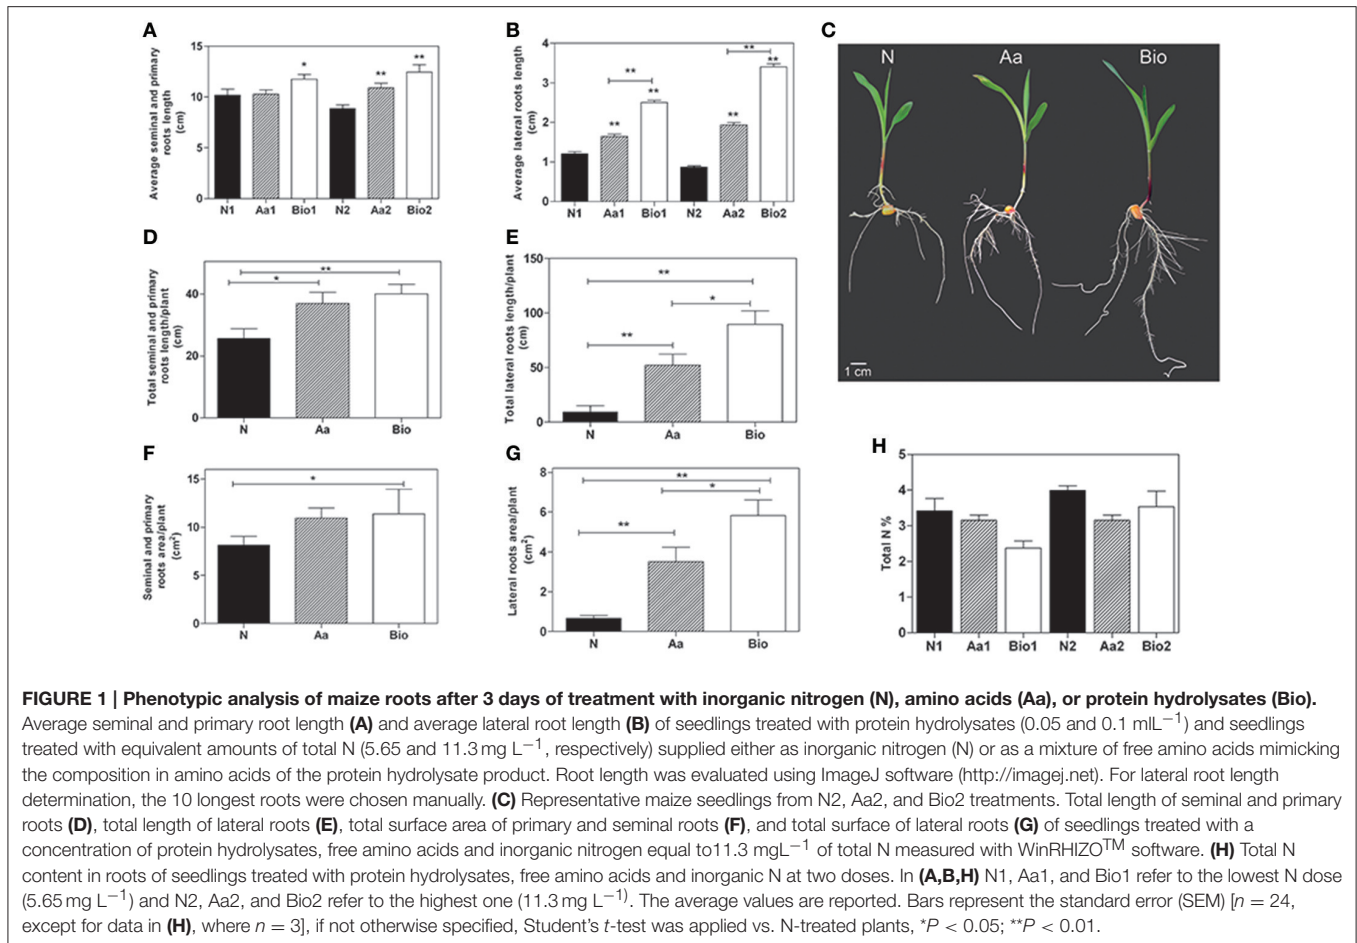 A
Average seminal and primary
roots length
(cm)
15
10
5
0
*
**
**
N1 Aa1 Bio1 N2 Aa2 Bio2
B
Average lateral roots length
(cm)
4
3
2
1
0
**
**
**
**
**
**
N1 Aa1 Bio1 N2 Aa2 Bio2
C
N Aa Bio
1 cm
D
Total seminal and primary
roots length/plant
(cm)
40
20
0
**
*
N Aa Bio
E
Total lateral roots length/plant
(cm)
150
100
50
0
**
*
**
N Aa Bio
F
Seminal and primary
roots area/plant
(cm²)
15
10
5
0
*
N Aa Bio
G
Lateral roots area/plant
(cm²)
8
6
4
2
0
**
*
**
N Aa Bio
H
Total N %
5
4
3
2
1
0
N1 Aa1 Bio1 N2 Aa2 Bio2
FIGURE 1 | Phenotypic analysis of maize roots after 3 days of treatment with inorganic nitrogen (N), amino acids (Aa), or protein hydrolysates (Bio).
Average seminal and primary root length (A) and average lateral root length (B) of seedlings treated with protein hydrolysates (0.05 and 0.1 mlL⁻¹) and seedlings
treated with equivalent amounts of total N (5.65 and 11.3 mg L⁻¹, respectively) supplied either as inorganic nitrogen (N) or as a mixture of free amino acids mimicking
the composition in amino acids of the protein hydrolysate product. Root length was evaluated using ImageJ software (http://imagej.net). For lateral root length
determination, the 10 longest roots were chosen manually. (C) Representative maize seedlings from N2, Aa2, and Bio2 treatments. Total length of seminal and primary
roots (D), total length of lateral roots (E), total surface area of primary and seminal roots (F), and total surface of lateral roots (G) of seedlings treated with a
concentration of protein hydrolysates, free amino acids and inorganic nitrogen equal to11.3 mgL⁻¹ of total N measured with WinRHIZO™ software. (H) Total N
content in roots of seedlings treated with protein hydrolysates, free amino acids and inorganic N at two doses. In (A,B,H) N1, Aa1, and Bio1 refer to the lowest N dose
(5.65 mg L⁻¹) and N2, Aa2, and Bio2 refer to the highest one (11.3 mg L⁻¹). The average values are reported. Bars represent the standard error (SEM) [n = 24,
except for data in (H), where n = 3], if not otherwise specified, Student's t-test was applied vs. N-treated plants, *P < 0.05; **P < 0.01.